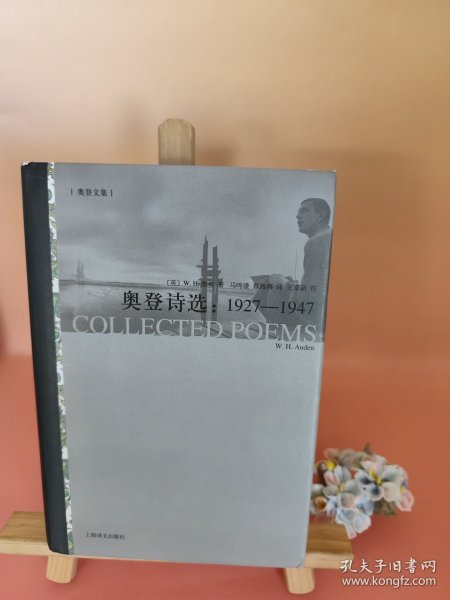 [ 奥登文集 ]
[英] W. H. 奥登 著 马鸣谦 蔡海燕 译 王家新 校
奥登诗选：1927—1947
COLLECTED POEMS
W. H. Auden
上海译文出版社
孔夫子旧书网
www.kongfz.com